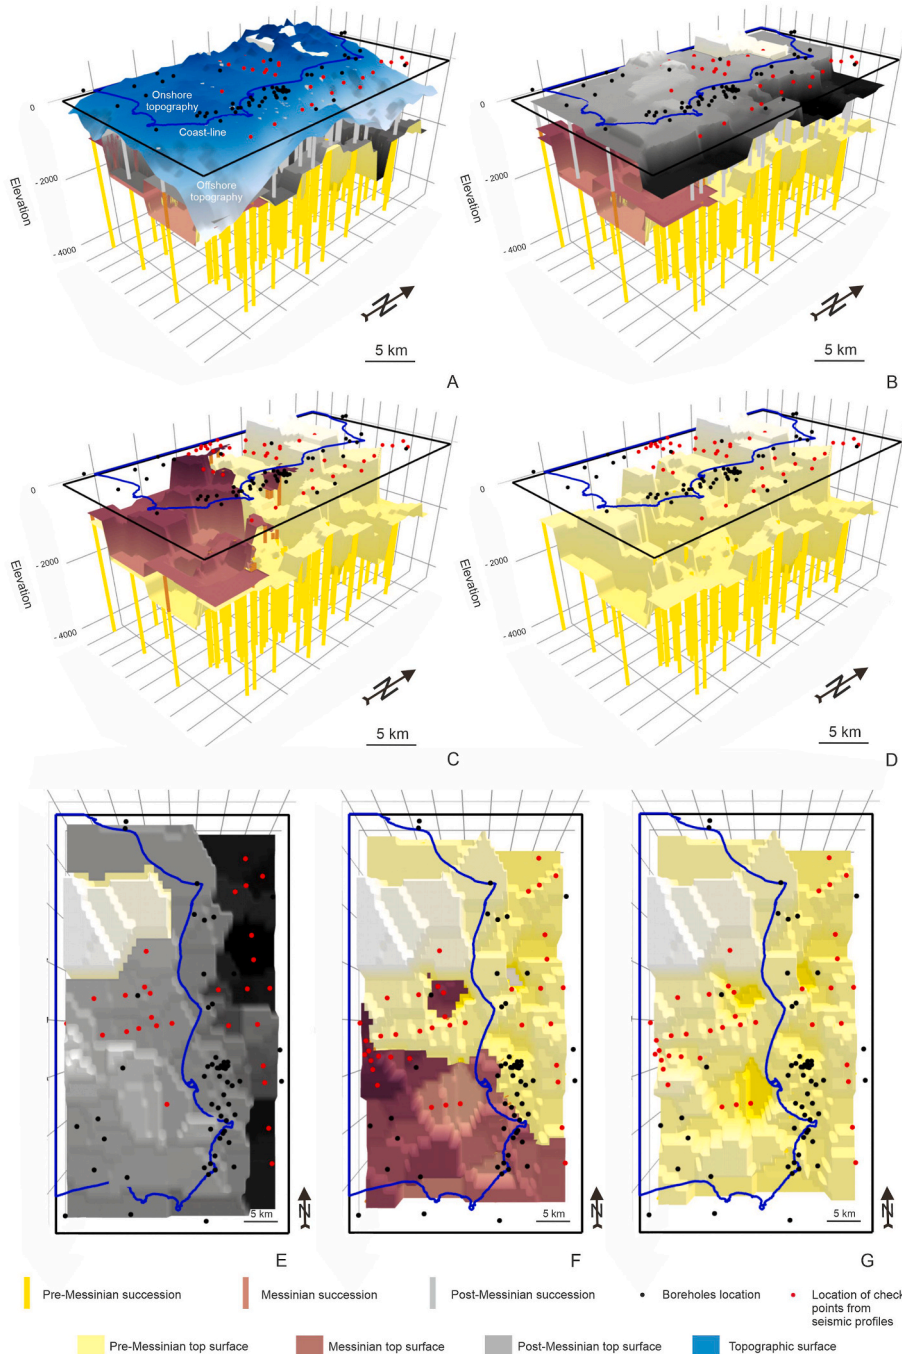 0
Onshore
topography
Coast-line
Offshore
topography
Elevation
- 2000
- 4000
N
5 km
A
0
Elevation
- 2000
- 4000
N
5 km
B
0
Elevation
- 2000
- 4000
N
5 km
C
0
Elevation
- 2000
- 4000
N
5 km
D
5 km
N
E
5 km
N
F
5 km
N
G
Pre-Messinian succession
Messinian succession
Post-Messinian succession
Boreholes location
Location of check
points from
seismic profiles
Pre-Messinian top surface
Messinian top surface
Post-Messinian top surface
Topographic surface